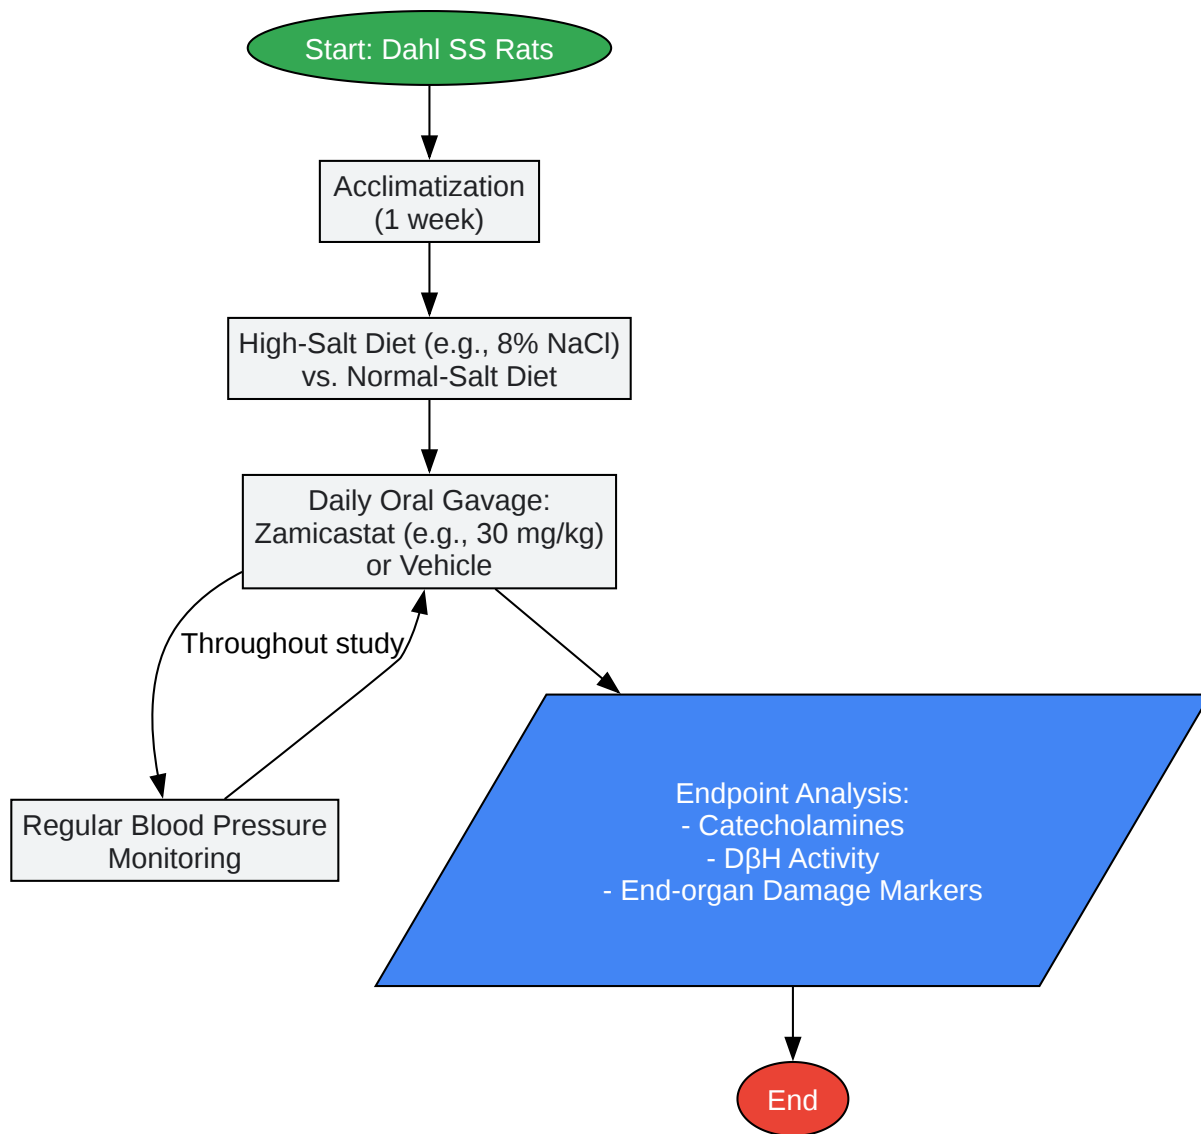 Start: Dahl SS Rats
Acclimatization
(1 week)
High-Salt Diet (e.g., 8% NaCl)
vs. Normal-Salt Diet
Daily Oral Gavage:
Zamicastat (e.g., 30 mg/kg)
or Vehicle
Throughout study
Regular Blood Pressure
Monitoring
Endpoint Analysis:
- Catecholamines
- DβH Activity
- End-organ Damage Markers
End